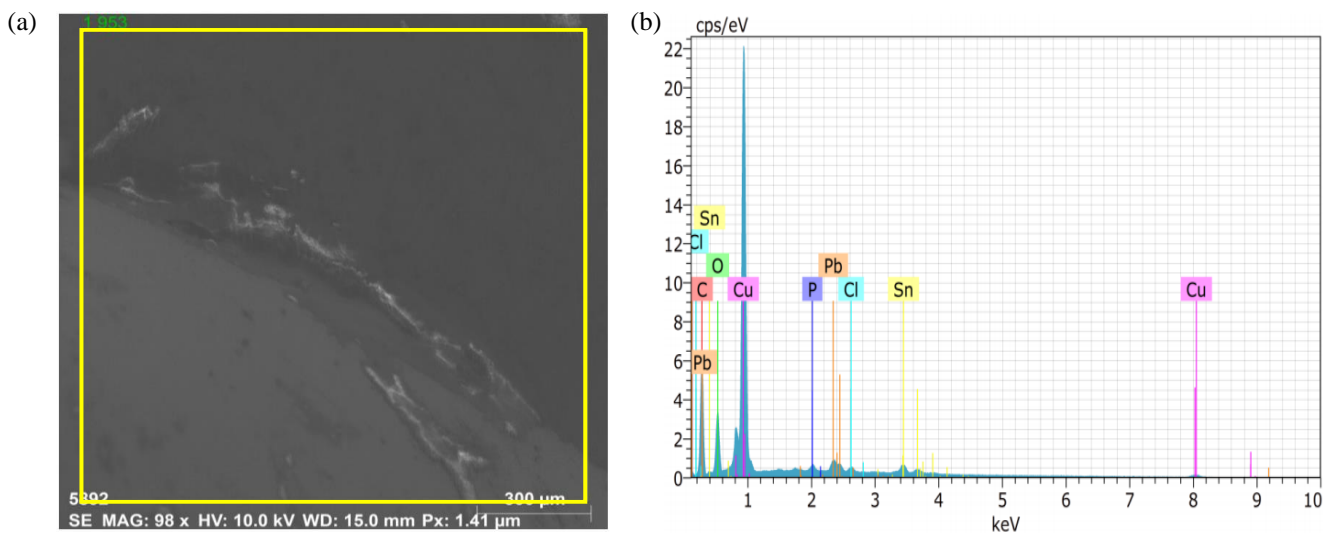 (a)
1.953
5892
300 µm
SE MAG: 98 x HV: 10.0 kV WD: 15.0 mm Px: 1.41 µm
(b)
cps/eV
22
20
18
16
14
12
10
8
6
4
2
0
Sn
Cl
O
Pb
C
Cu
P
Cl
Sn
Cu
Pb
1 2 3 4 5 6 7 8 9 10
keV